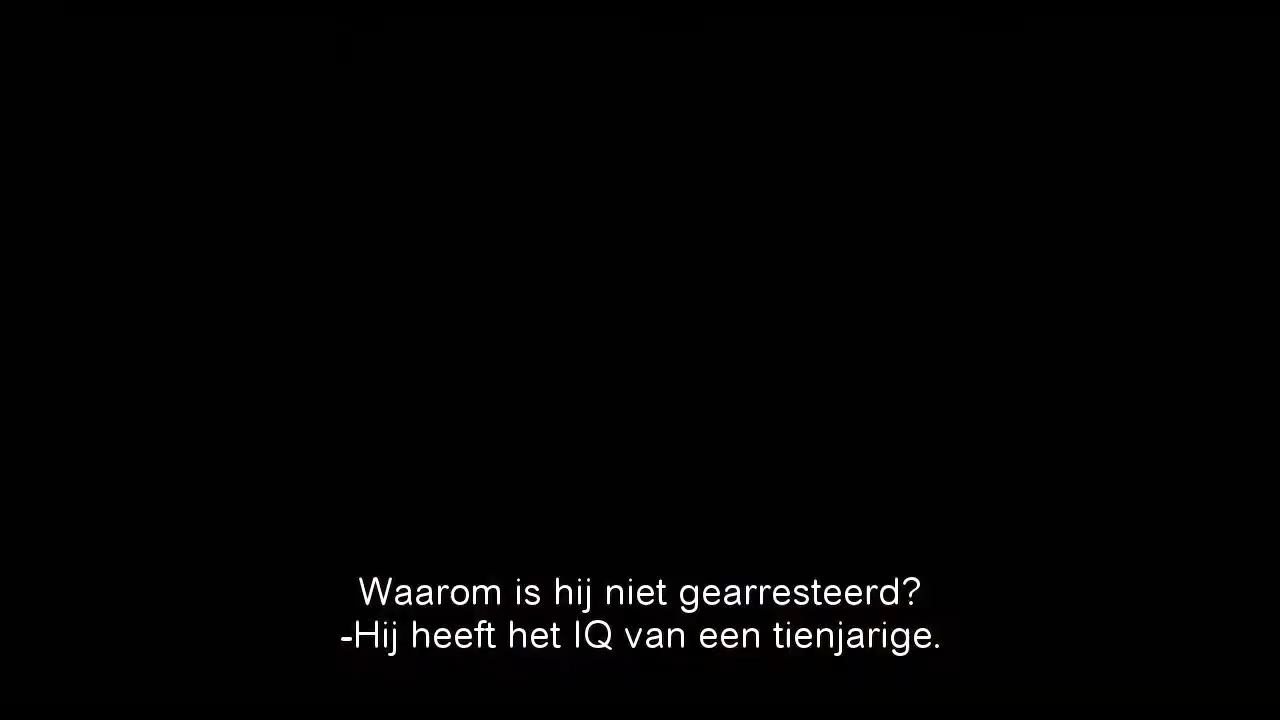 Waarom is hij niet gearresteerd?
-Hij heeft het IQ van een tienjarige.